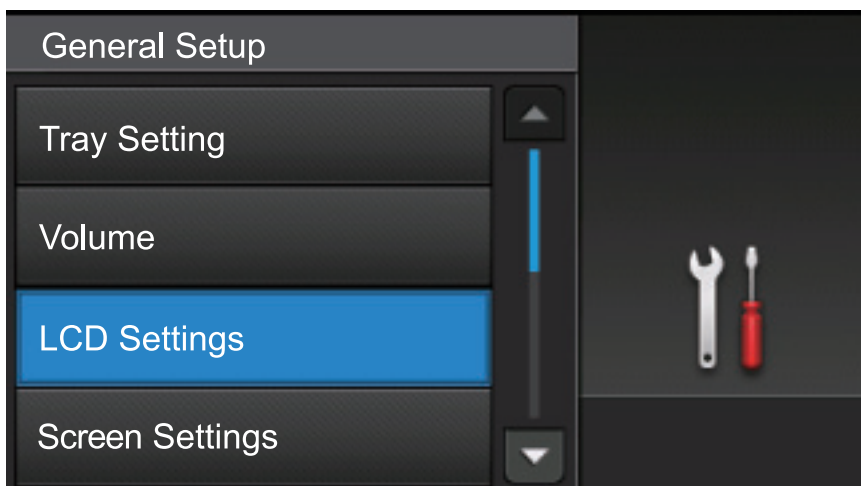 General Setup
Tray Setting
Volume
LCD Settings
Screen Settings